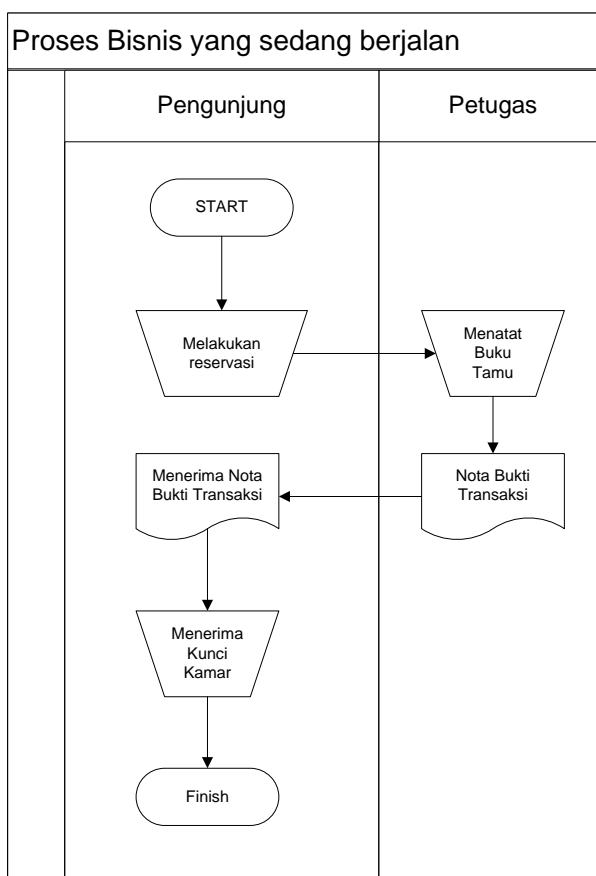 Proses Bisnis yang sedang berjalan
Pengunjung
Petugas
START
Melakukan
reservasi
Menatat
Buku
Tamu
Menerima Nota
Bukti Transaksi
Nota Bukti
Transaksi
Menerima
Kunci
Kamar
Finish